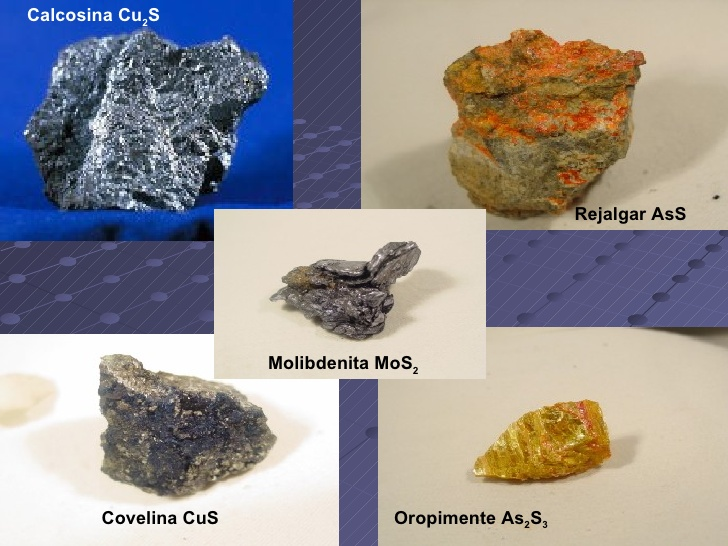 Calcosina Cu₂S
Rejalgar AsS
Molibdenita MoS₂
Covelina CuS
Oropimente As₂S₃